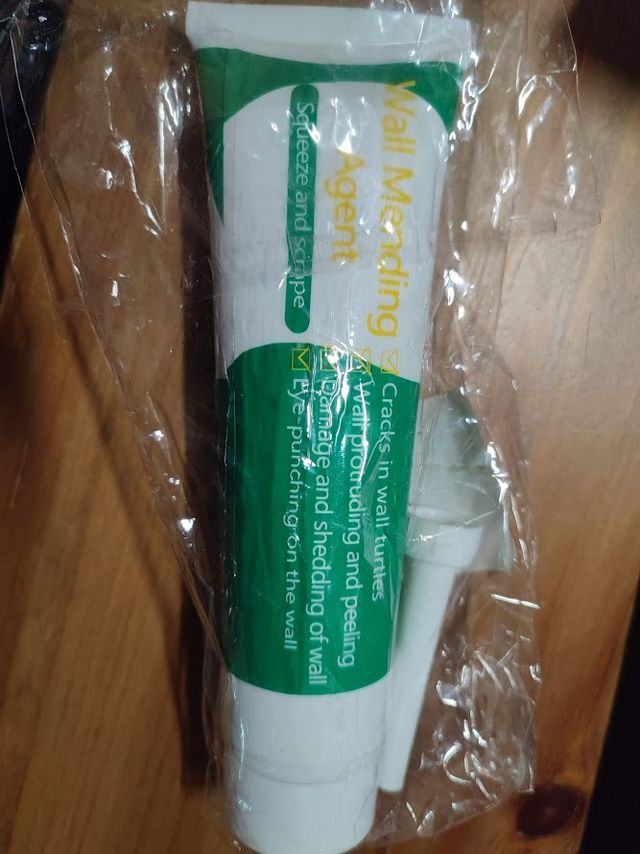 Wall Mending
Agent
Squeeze and scrape
Cracks in wall turtles
Wall protruding and peeling
Damage and shedding of wall
Eye-punching on the wall